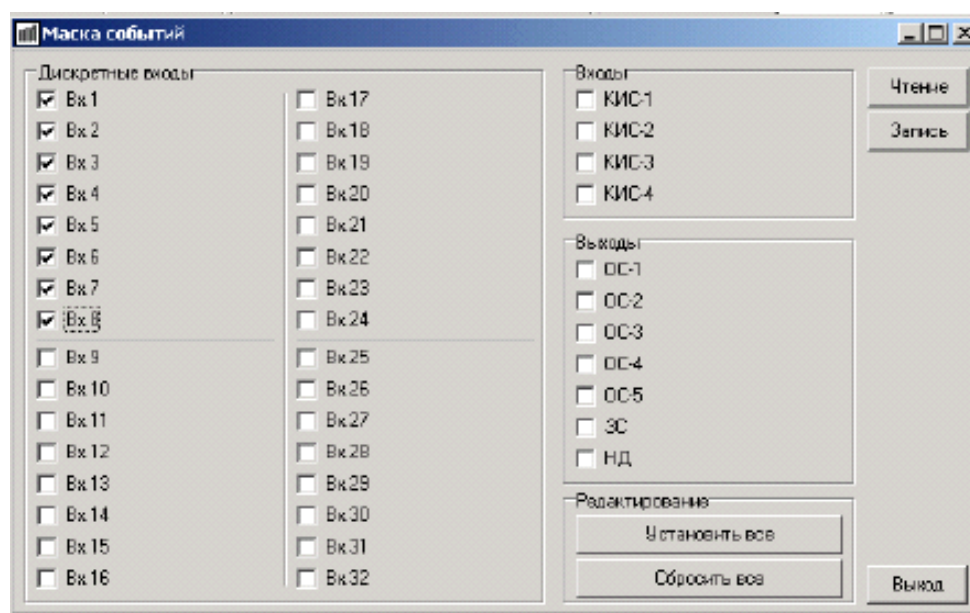 Маска событий
Дискретные входы
Вх 1
Вх 2
Вх 3
Вх 4
Вх 5
Вх 6
Вх 7
Вх 8
Вх 9
Вх 10
Вх 11
Вх 12
Вх 13
Вх 14
Вх 15
Вх 16
Вх 17
Вх 18
Вх 19
Вх 20
Вх 21
Вх 22
Вх 23
Вх 24
Вх 25
Вх 26
Вх 27
Вх 28
Вх 29
Вх 30
Вх 31
Вх 32
Входы
КИС-1
КИС-2
КИС-3
КИС-4
Выходы
ОС-1
ОС-2
ОС-3
ОС-4
ОС-5
ЗС
НД
Редактирование
Установить все
Сбросить все
Чтение
Запись
Выход